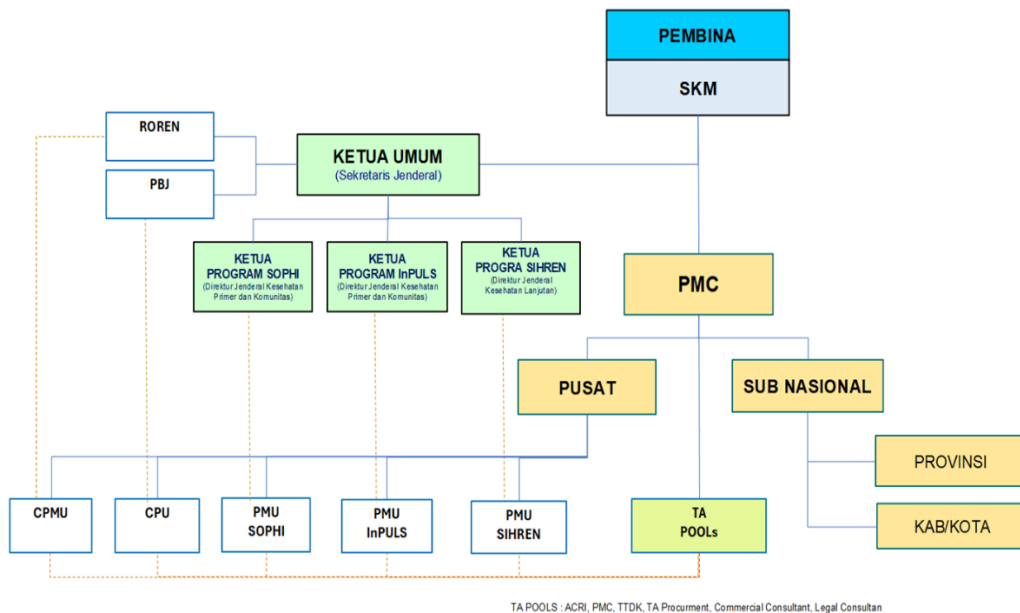 PEMBINA
SKM
ROREN
PBJ
KETUA UMUM
(Sekretaris Jenderal)
KETUA
PROGRAM SOPHI
(Direktur Jenderal Kesehatan
Primer dan Komunitas)
KETUA
PROGRAM InPULS
(Direktur Jenderal Kesehatan
Primer dan Komunitas)
KETUA
PROGRA SIHREN
(Direktur Jenderal
Kesehatan Lanjutan)
PMC
PUSAT
SUB NASIONAL
PROVINSI
KAB/KOTA
CPMU
CPU
PMU
SOPHI
PMU
InPULS
PMU
SIHREN
TA
POOLs
TA POOLS : ACRI, PMC, TTDK, TA Procurment, Commercial Consultant, Legal Consultan